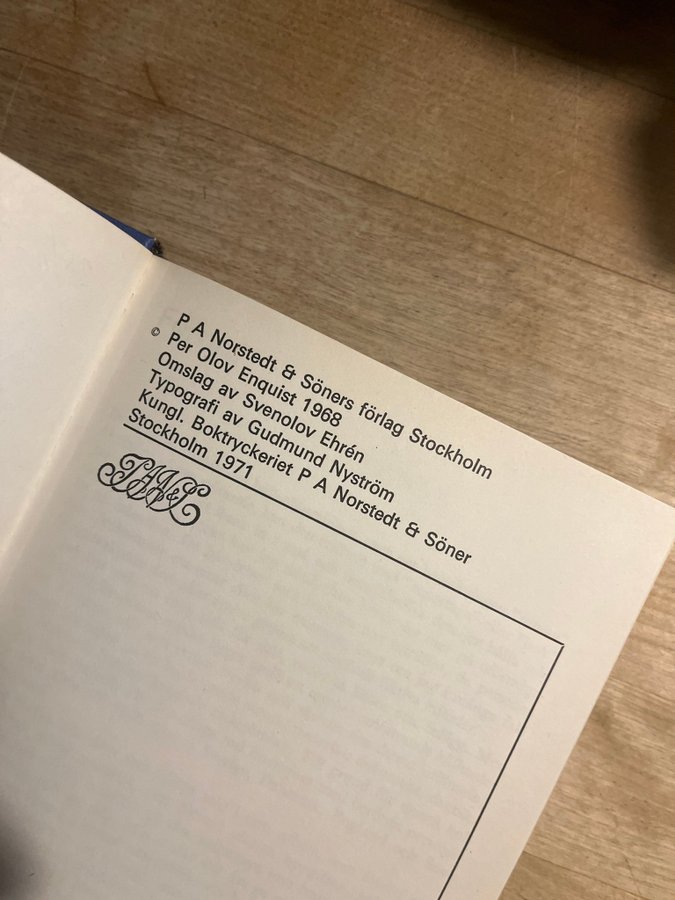 P A Norstedt & Söners förlag Stockholm
© Per Olov Enquist 1968
Omslag av Svenolov Ehrén
Typografi av Gudmund Nyström
Kungl. Boktryckeriet P A Norstedt & Söner
Stockholm 1971